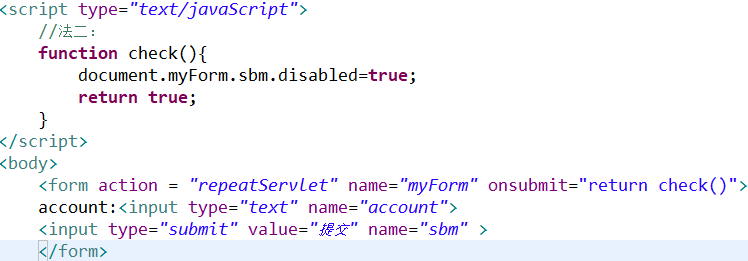 <script type="text/javaScript">
//法二：
function check(){
document.myForm.sbm.disabled=true;
return true;
}
</script>
<body>
<form action = "repeatServlet" name="myForm" onsubmit="return check()">
account:<input type="text" name="account">
<input type="submit" value="提交" name="sbm" >
</form>